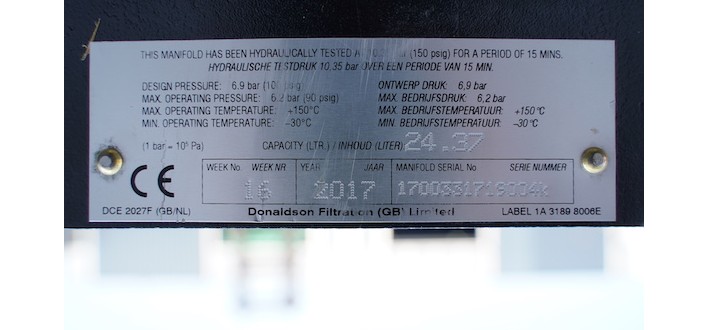 THIS MANIFOLD HAS BEEN HYDRAULICALLY TESTED (150 psig) FOR A PERIOD OF 15 MINS.
HYDRAULISCHE TESTDRUK 10,35 bar OVER EEN PERIODE VAN 15 MIN.
DESIGN PRESSURE: 6.9 bar ONTWERP DRUK: 6,9 bar
MAX. OPERATING PRESSURE: 6.2 bar (90 psig) MAX. BEDRIJFSDRUK: 6,2 bar
MAX. OPERATING TEMPERATURE: +150°C MAX. BEDRIJFSTEMPERATUUR: +150°C
MIN. OPERATING TEMPERATURE: –30°C MIN. BEDRIJFSTEMPERATUUR: –30°C
(1 bar = 10⁵ Pa) CAPACITY (LTR.) / INHOUD (LITER) 24.37
CE WEEK No. WEEK NR YEAR JAAR MANIFOLD SERIAL No SERIE NUMMER
16 2017
DCE 2027F (GB/NL) Donaldson Filtration (GB) Limited LABEL 1A 3189 8006E